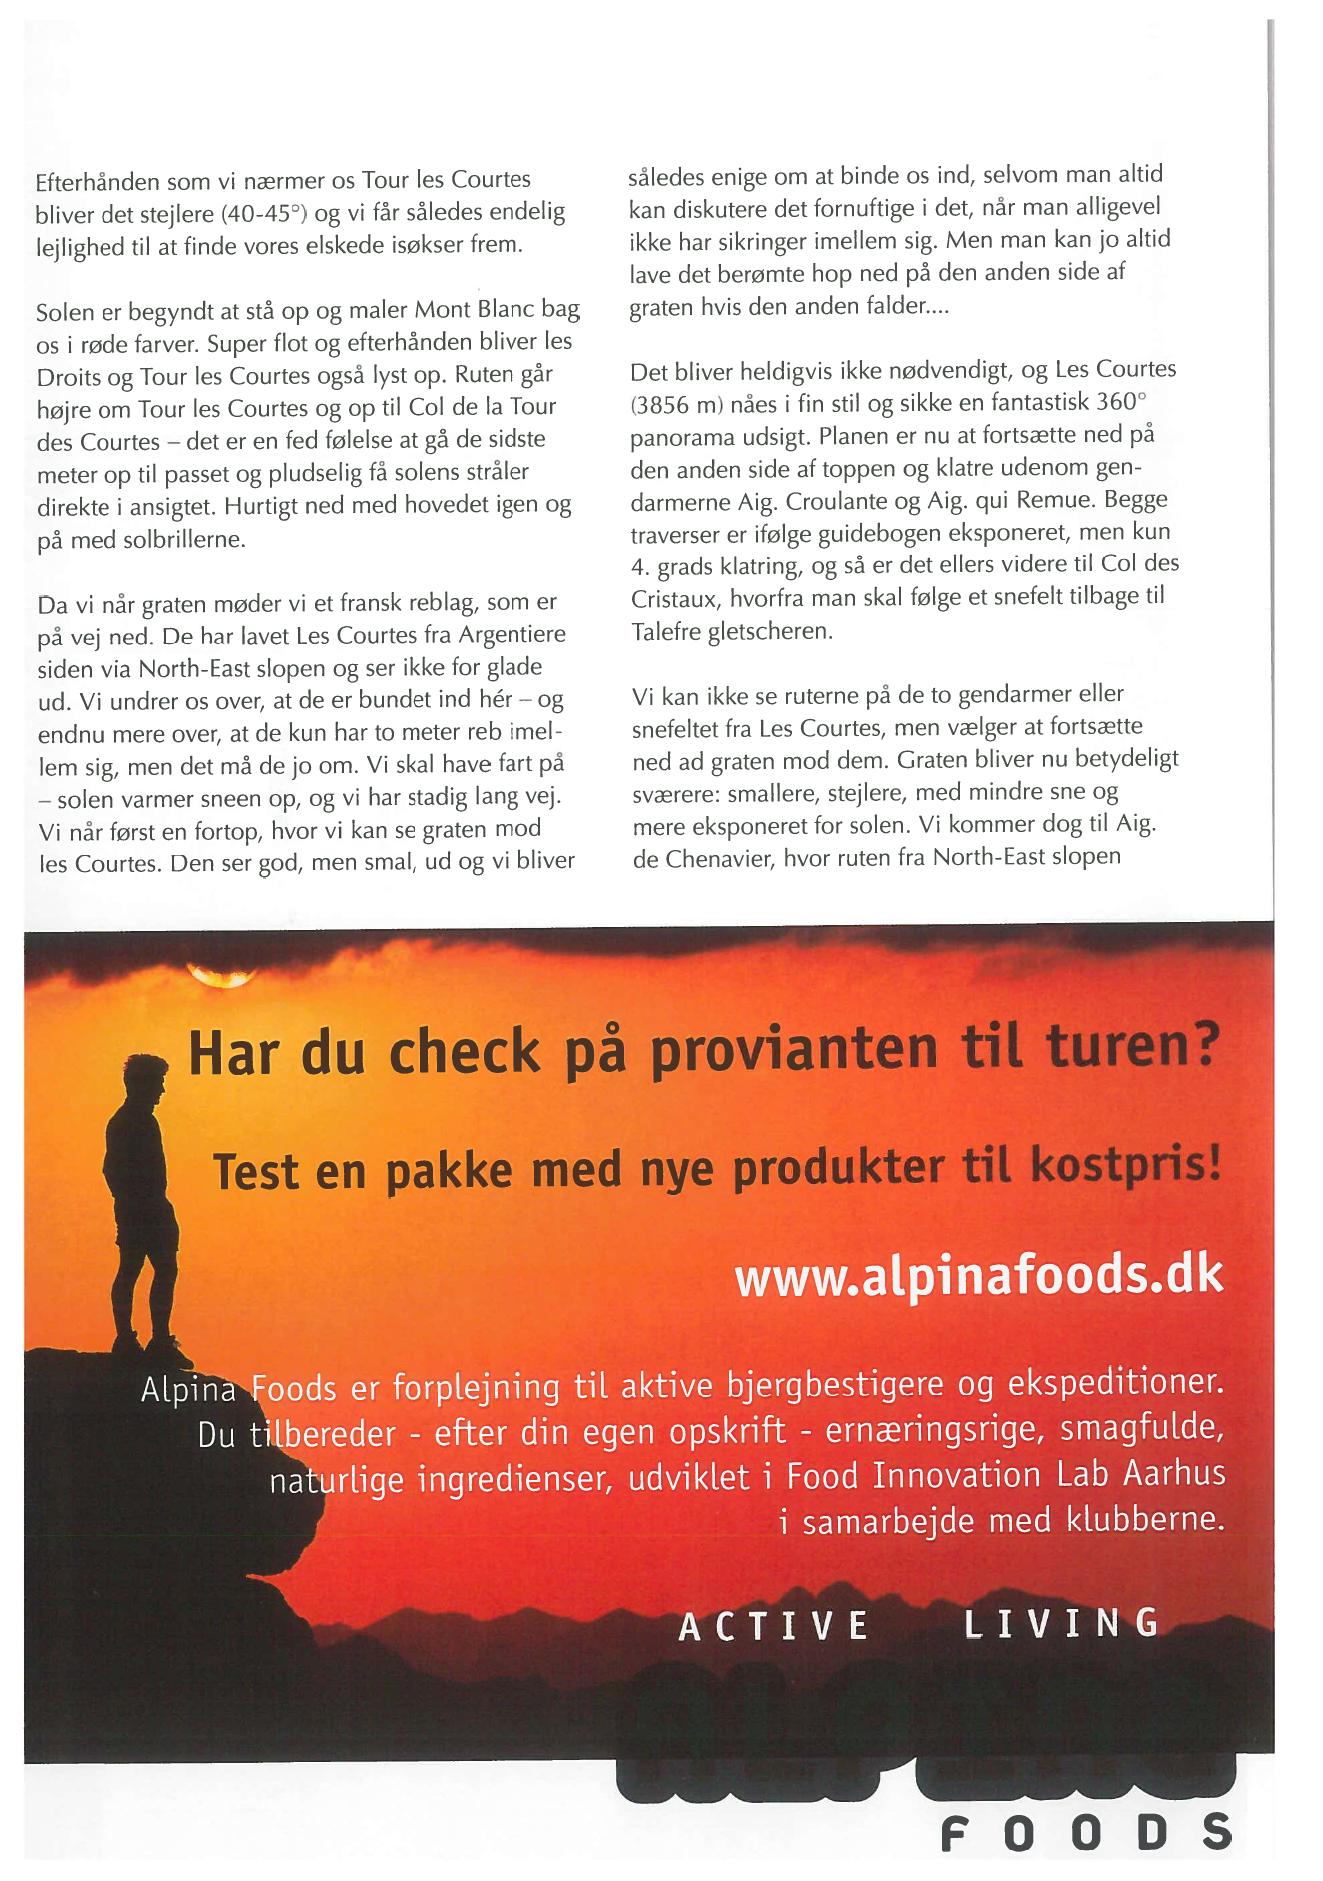 Efterhånden som vi nærmer os Tour les Courtes
bliver det stejlere (40-45°) og vi får således endelig
lejlighed til at finde vores elskede isøkser frem.
Solen er begyndt at stå op og maler Mont Blanc bag
os i røde farver. Super flot og efterhånden bliver les
Droits og Tour les Courtes også lyst op. Ruten går
højre om Tour les Courtes og op til Col de la Tour
des Courtes – det er en fed følelse at gå de sidste
meter op til passet og pludselig få solens stråler
direkte i ansigtet. Hurtigt ned med hovedet igen og
på med solbrillerne.
Da vi når graten møder vi et fransk reblag, som er
på vej ned. De har lavet Les Courtes fra Argentiere
siden via North-East slopen og ser ikke for glade
ud. Vi undrer os over, at de er bundet ind hér – og
endnu mere over, at de kun har to meter reb imel-
lem sig, men det må de jo om. Vi skal have fart på
– solen varmer sneen op, og vi har stadig lang vej.
Vi når først en fortop, hvor vi kan se graten mod
les Courtes. Den ser god, men smal, ud og vi bliver
således enige om at binde os ind, selvom man altid
kan diskutere det fornuftige i det, når man alligevel
ikke har sikringer imellem sig. Men man kan jo altid
lave det berømte hop ned på den anden side af
graten hvis den anden falder....
Det bliver heldigvis ikke nødvendigt, og Les Courtes
(3856 m) nåes i fin stil og sikke en fantastisk 360°
panorama udsigt. Planen er nu at fortsætte ned på
den anden side af toppen og klatre udenom gen-
darmerne Aig. Croulante og Aig. qui Remue. Begge
traverser er ifølge guidebogen eksponeret, men kun
4. grads klatring, og så er det ellers videre til Col des
Cristaux, hvorfra man skal følge et snefelt tilbage til
Talefre gletscheren.
Vi kan ikke se ruterne på de to gendarmer eller
snefeltet fra Les Courtes, men vælger at fortsætte
ned ad graten mod dem. Graten bliver nu betydeligt
sværere: smallere, stejlere, med mindre sne og
mere eksponeret for solen. Vi kommer dog til Aig.
de Chenavier, hvor ruten fra North-East slopen
Har du check på provianten til turen?
Test en pakke med nye produkter til kostpris!
www.alpinafoods.dk
Alpina Foods er forplejning til aktive bjergbestigere og ekspeditioner.
Du tilbereder - efter din egen opskrift - ernæringsrige, smagfulde,
naturlige ingredienser, udviklet i Food Innovation Lab Aarhus
i samarbejde med klubberne.
ACTIVE LIVING
FOODS